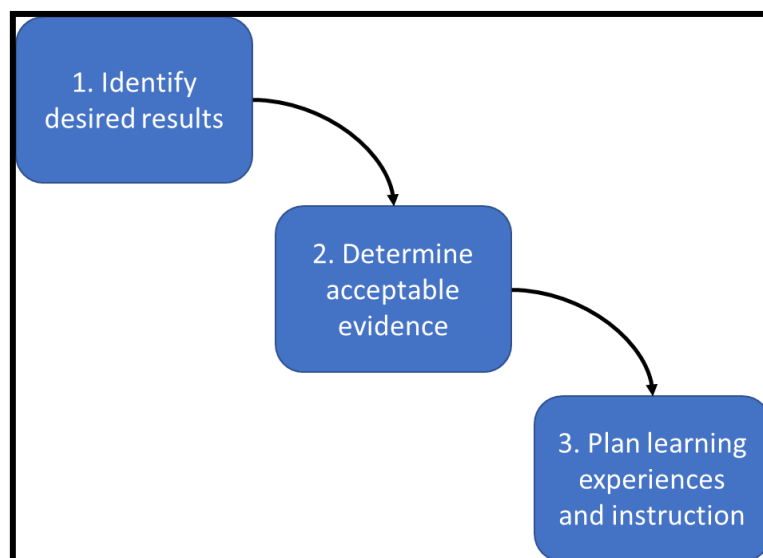 1. Identify
desired results
2. Determine
acceptable
evidence
3. Plan learning
experiences
and instruction